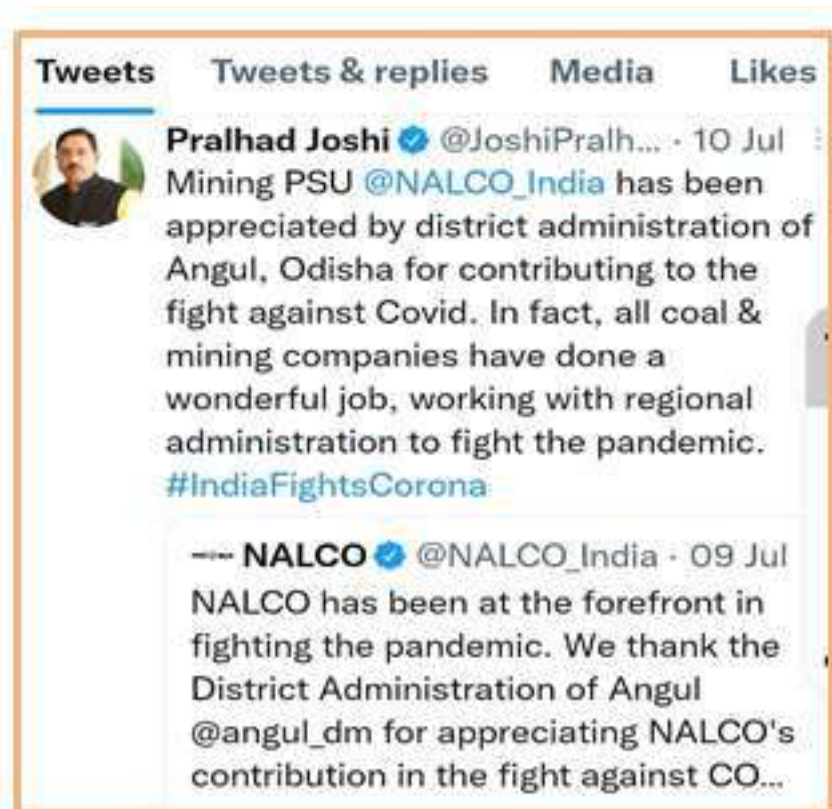 Tweets Tweets & replies Media Likes
Pralhad Joshi @JoshiPralh... · 10 Jul
Mining PSU @NALCO_India has been
appreciated by district administration of
Angul, Odisha for contributing to the
fight against Covid. In fact, all coal &
mining companies have done a
wonderful job, working with regional
administration to fight the pandemic.
#IndiaFightsCorona
NALCO @NALCO_India · 09 Jul
NALCO has been at the forefront in
fighting the pandemic. We thank the
District Administration of Angul
@angul_dm for appreciating NALCO's
contribution in the fight against CO...